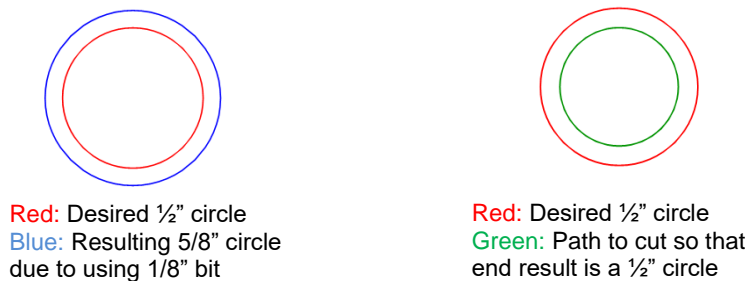 Red: Desired ½” circle
Blue: Resulting 5/8” circle
due to using 1/8” bit
Red: Desired ½” circle
Green: Path to cut so that
end result is a ½” circle